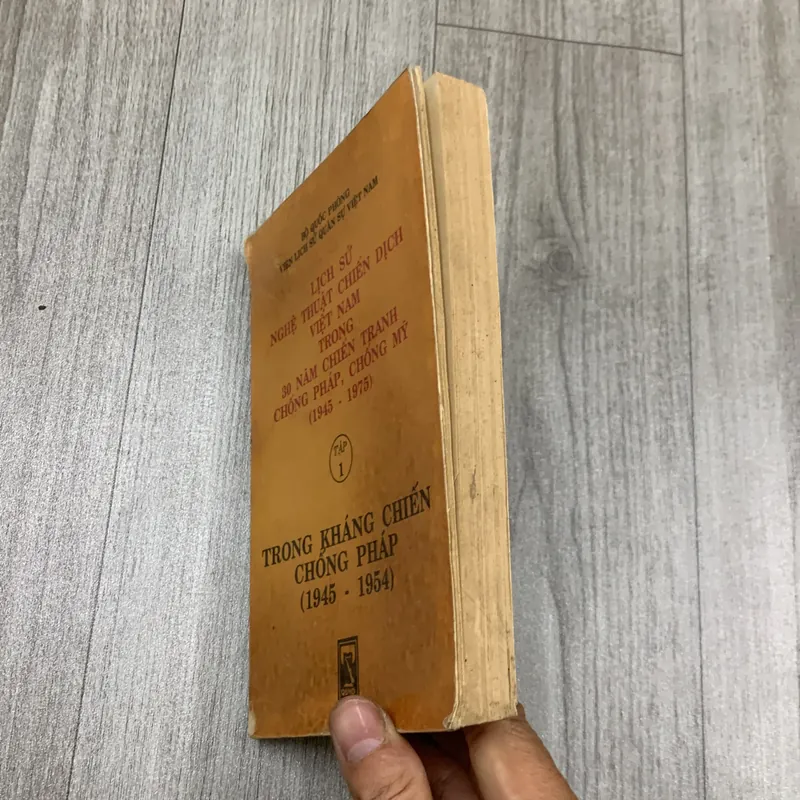 BỘ QUỐC PHÒNG
VIỆN LỊCH SỬ QUÂN SỰ VIỆT NAM
LỊCH SỬ
NGHỆ THUẬT CHIẾN DỊCH
VIỆT NAM
TRONG
30 NĂM CHIẾN TRANH
CHỐNG PHÁP, CHỐNG MỸ
(1945 - 1975)
TẬP
1
TRONG KHÁNG CHIẾN
CHỐNG PHÁP
(1945 - 1954)